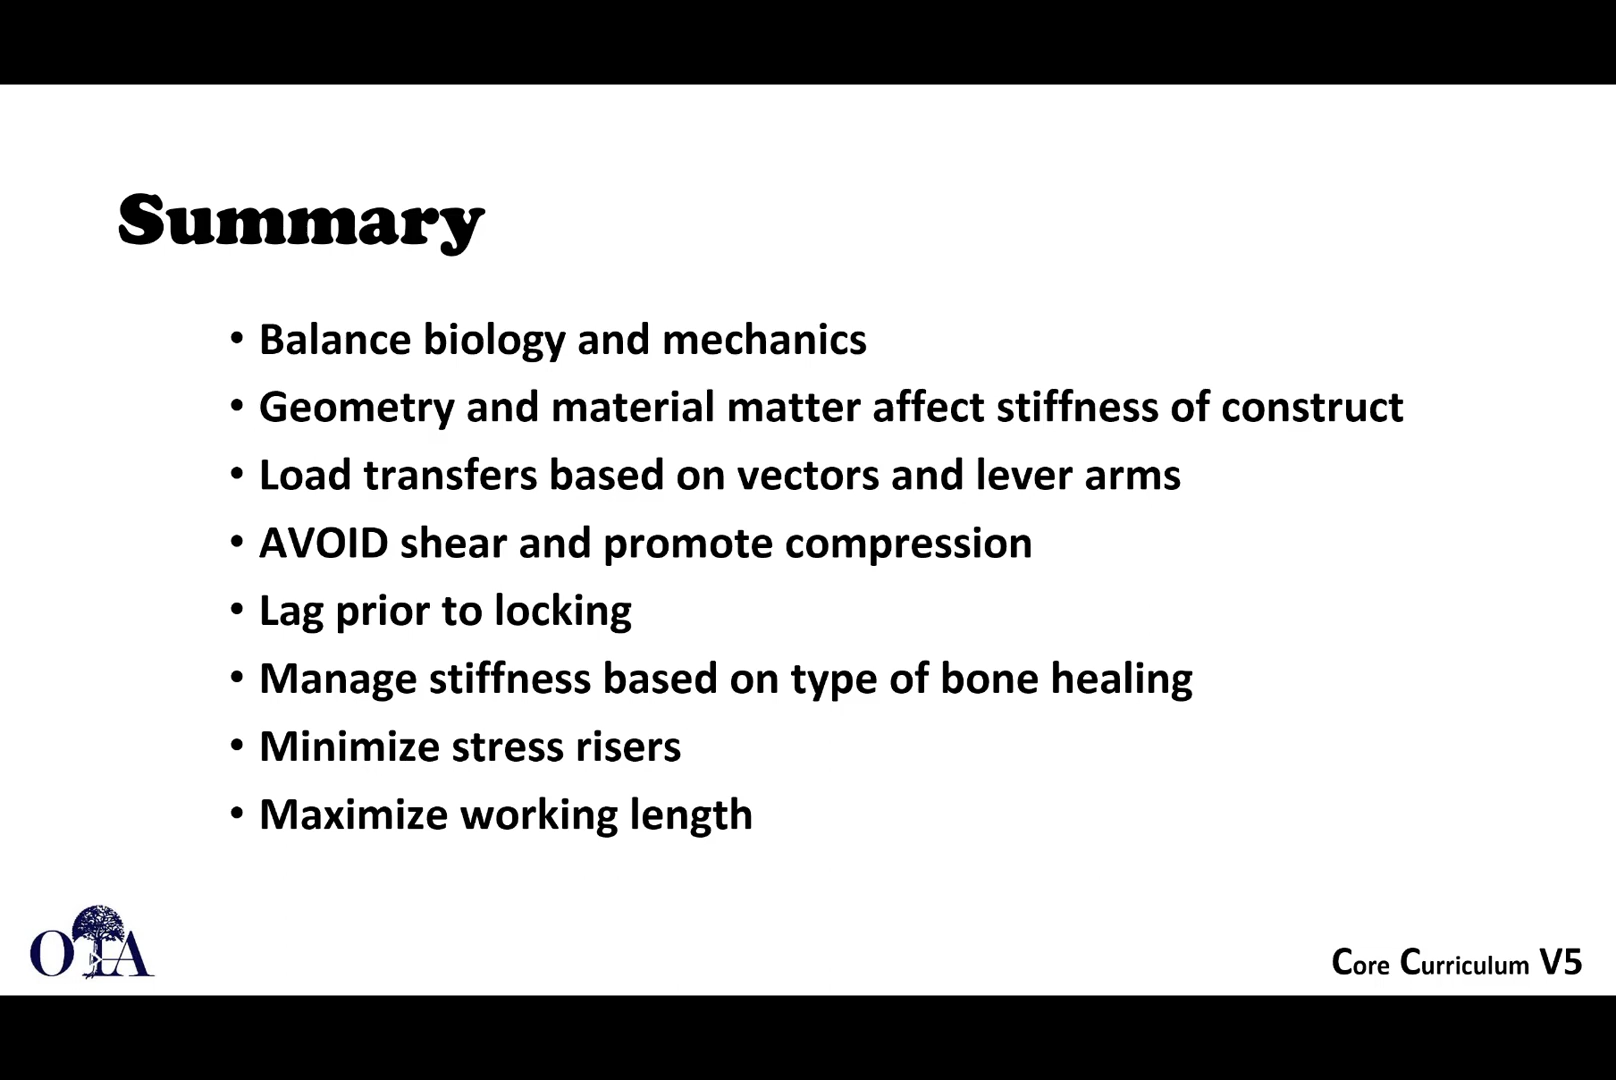 Summary
• Balance biology and mechanics
• Geometry and material matter affect stiffness of construct
• Load transfers based on vectors and lever arms
• AVOID shear and promote compression
• Lag prior to locking
• Manage stiffness based on type of bone healing
• Minimize stress risers
• Maximize working length
OTA
Core Curriculum V5